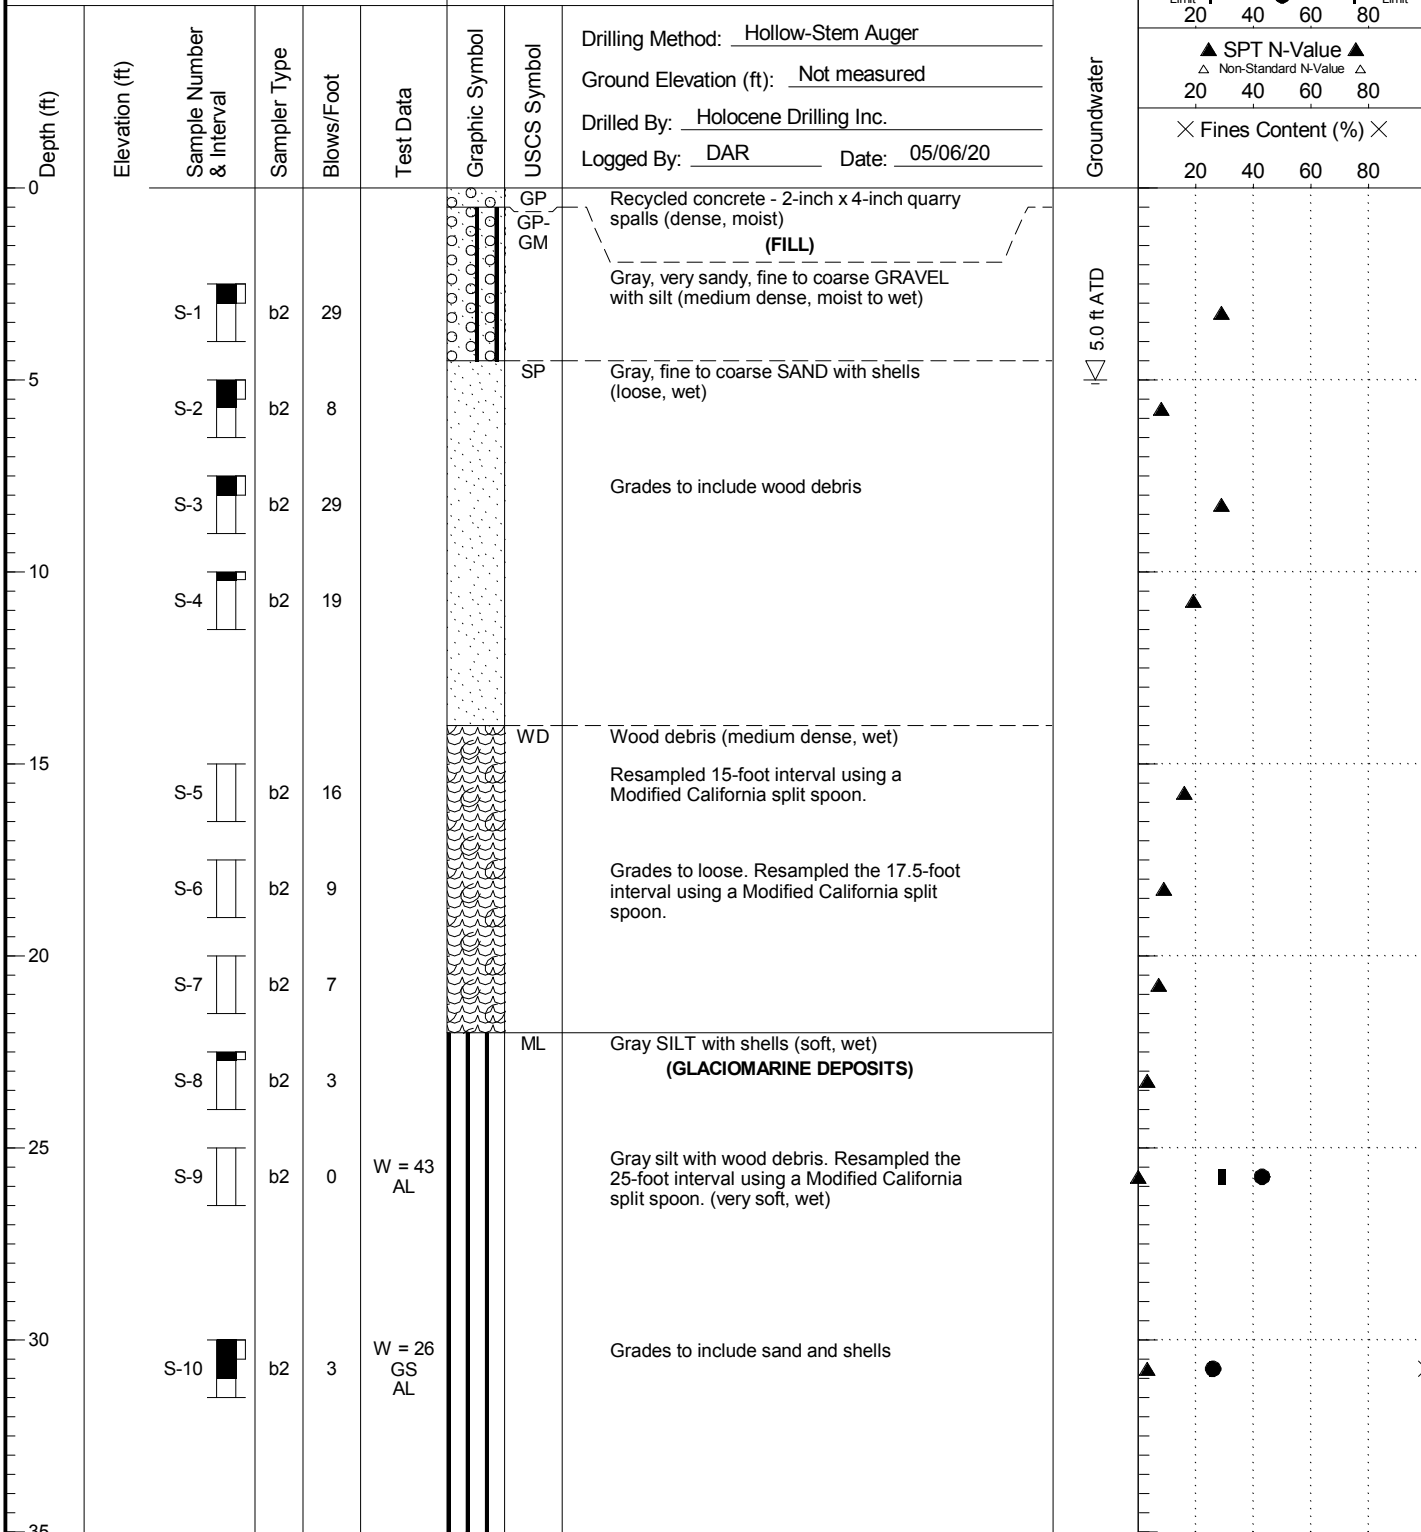 Limit Limit
20 40 60 80
Drilling Method: Hollow-Stem Auger
Ground Elevation (ft): Not measured
Drilled By: Holocene Drilling Inc.
Logged By: DAR Date: 05/06/20
Depth (ft)
Elevation (ft)
Sample Number
& Interval
Sampler Type
Blows/Foot
Test Data
Graphic Symbol
USCS Symbol
Groundwater
▲ SPT N-Value ▲
△ Non-Standard N-Value △
20 40 60 80
× Fines Content (%) ×
20 40 60 80
0
GP
Recycled concrete - 2-inch x 4-inch quarry
spalls (dense, moist)
(FILL)
GP-
GM
Gray, very sandy, fine to coarse GRAVEL
with silt (medium dense, moist to wet)
S-1 b2 29
5.0 ft ATD
SP
Gray, fine to coarse SAND with shells
(loose, wet)
5
S-2 b2 8
Grades to include wood debris
S-3 b2 29
10
S-4 b2 19
WD
Wood debris (medium dense, wet)
15
Resampled 15-foot interval using a
Modified California split spoon.
S-5 b2 16
Grades to loose. Resampled the 17.5-foot
interval using a Modified California split
spoon.
S-6 b2 9
20
S-7 b2 7
ML
Gray SILT with shells (soft, wet)
(GLACIOMARINE DEPOSITS)
S-8 b2 3
25
S-9 b2 0
W = 43
AL
Gray silt with wood debris. Resampled the
25-foot interval using a Modified California
split spoon. (very soft, wet)
30
S-10 b2 3
W = 26
GS
AL
Grades to include sand and shells
35